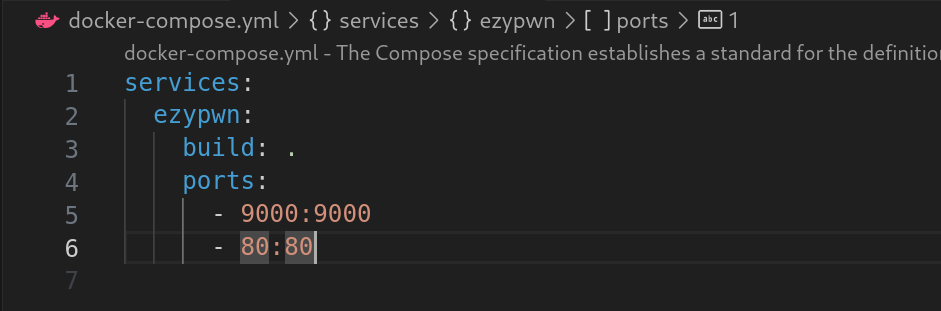 docker-compose.yml > {} services > {} ezypwn > [ ] ports > abc 1
docker-compose.yml - The Compose specification establishes a standard for the definitio
1 services:
2   ezypwn:
3     build: .
4     ports:
5       - 9000:9000
6       - 80:80
7